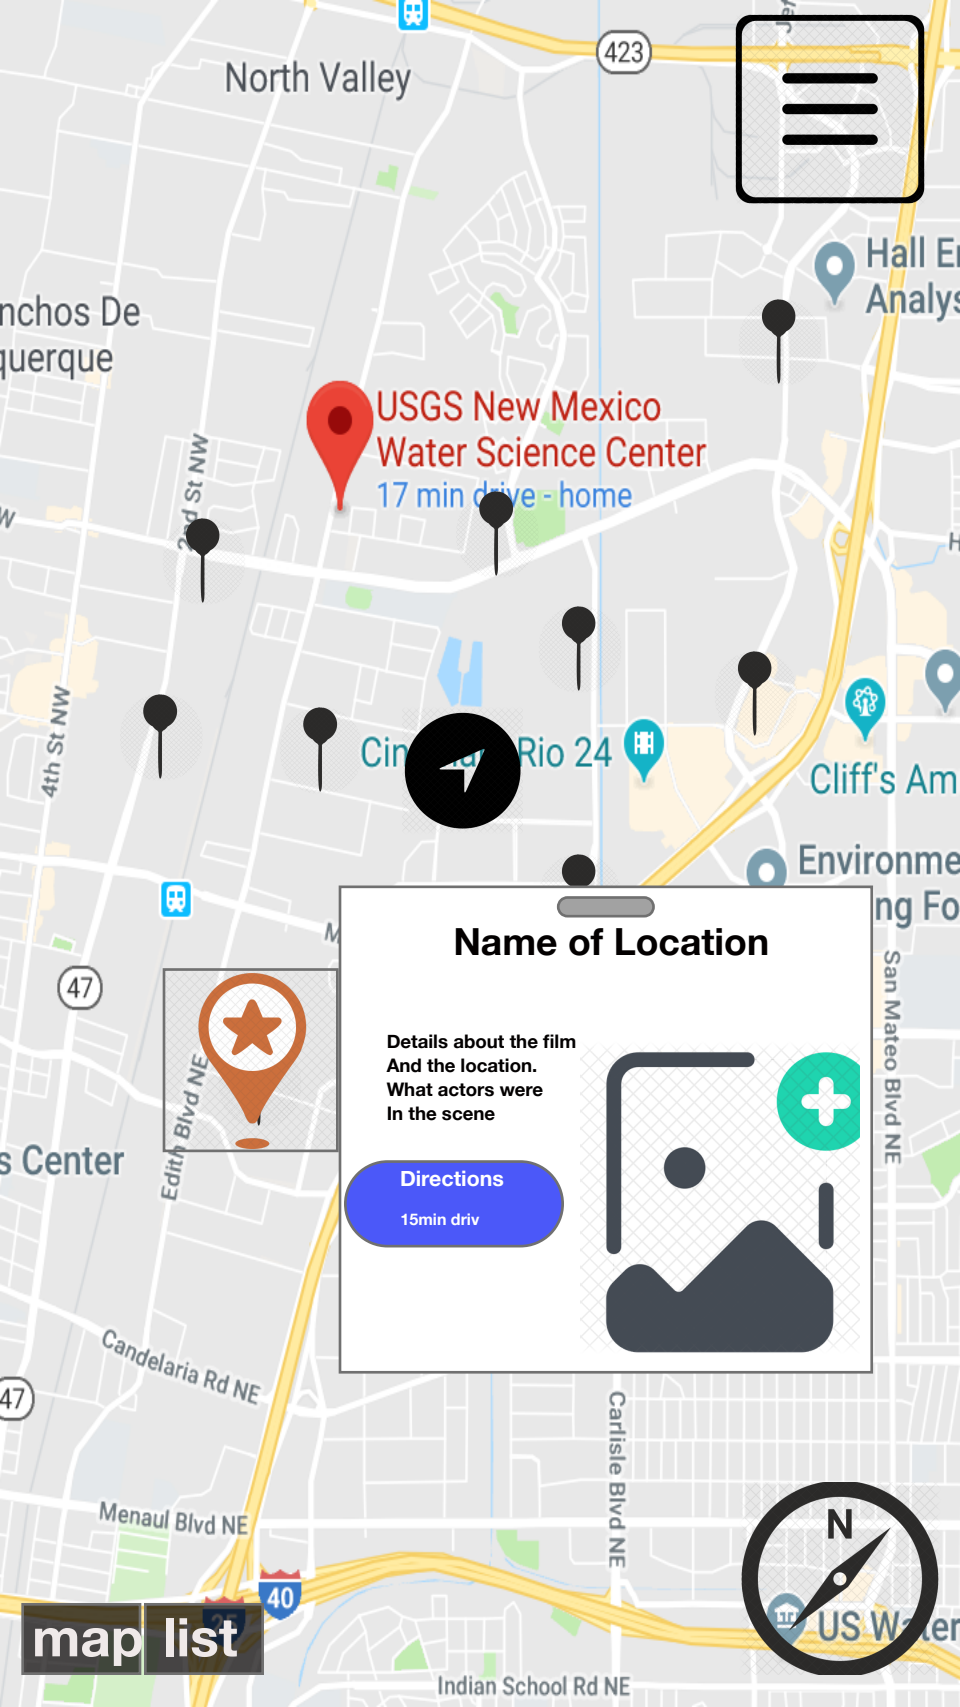 423
North Valley
Hall En
Analys
nchos De
querque
USGS New Mexico
Water Science Center
17 min drive - home
2nd St NW
W
H
4th St NW
Rio 24
Cliff's Am
Environme
ng Fo
Name of Location
47
San Mateo Blvd NE
Details about the film
And the location.
What actors were
In the scene
Edith Blvd NE
s Center
Directions
15min driv
Candelaria Rd NE
47
Carlisle Blvd NE
Menaul Blvd NE
N
40
25
map list
US Water
Indian School Rd NE